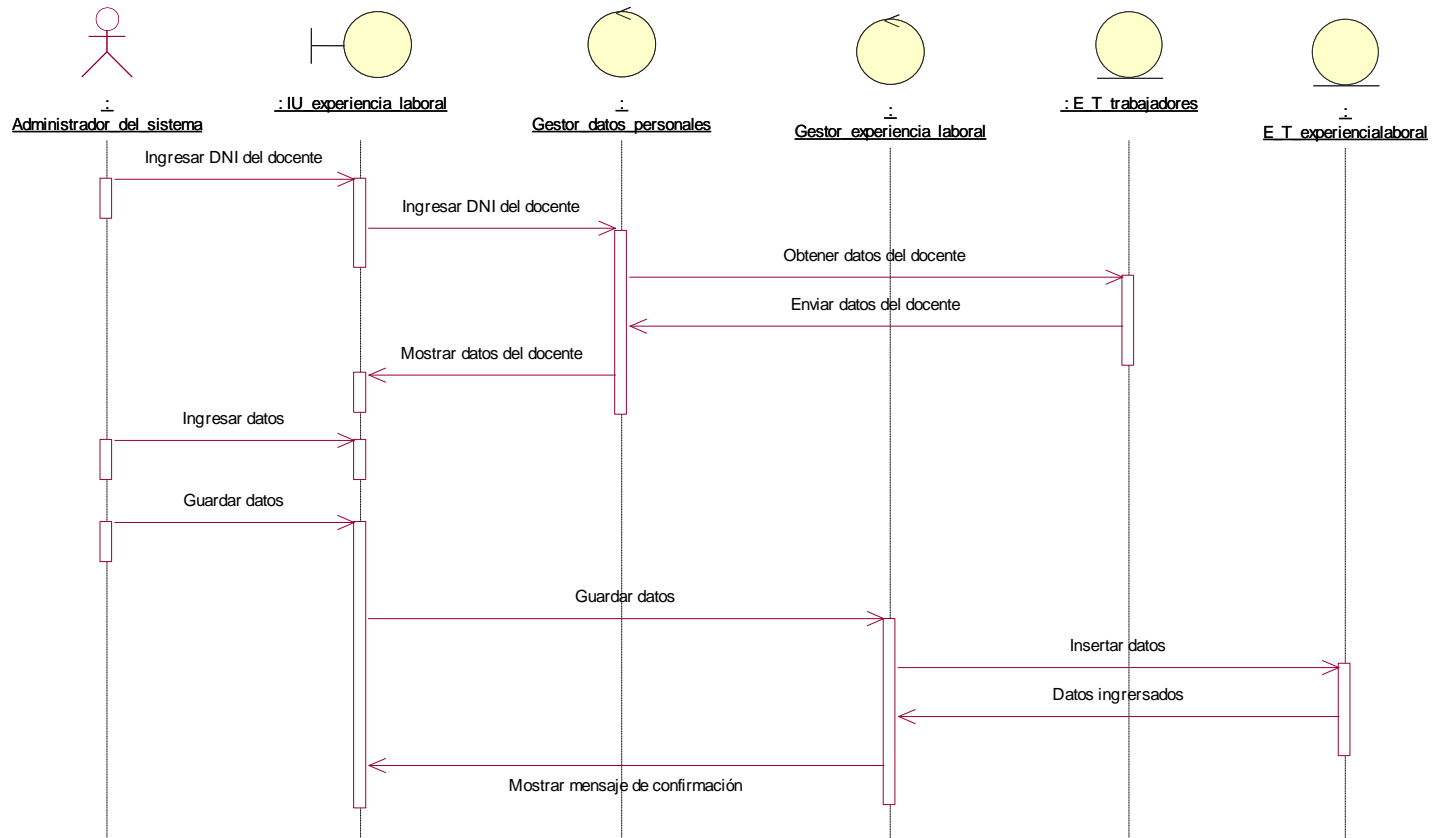 :
Administrador_del_sistema
: IU_experiencia_laboral
:
Gestor_datos_personales
:
Gestor_experiencia_laboral
: E_T_trabajadores
:
E_T_experiencialaboral
Ingresar DNI del docente
Ingresar DNI del docente
Obtener datos del docente
Enviar datos del docente
Mostrar datos del docente
Ingresar datos
Guardar datos
Guardar datos
Insertar datos
Datos ingrersados
Mostrar mensaje de confirmación